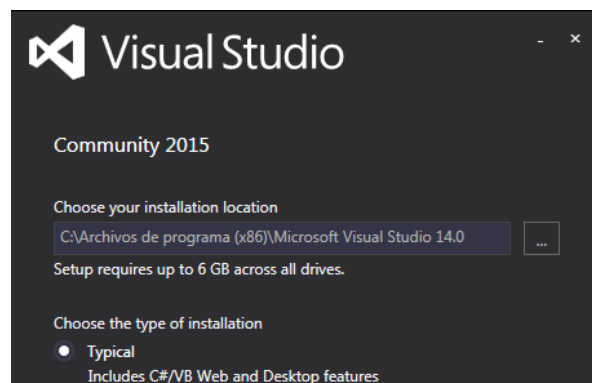 Visual Studio
Community 2015
Choose your installation location
C:\Archivos de programa (x86)\Microsoft Visual Studio 14.0
...
Setup requires up to 6 GB across all drives.
Choose the type of installation
Typical
Includes C#/VB Web and Desktop features